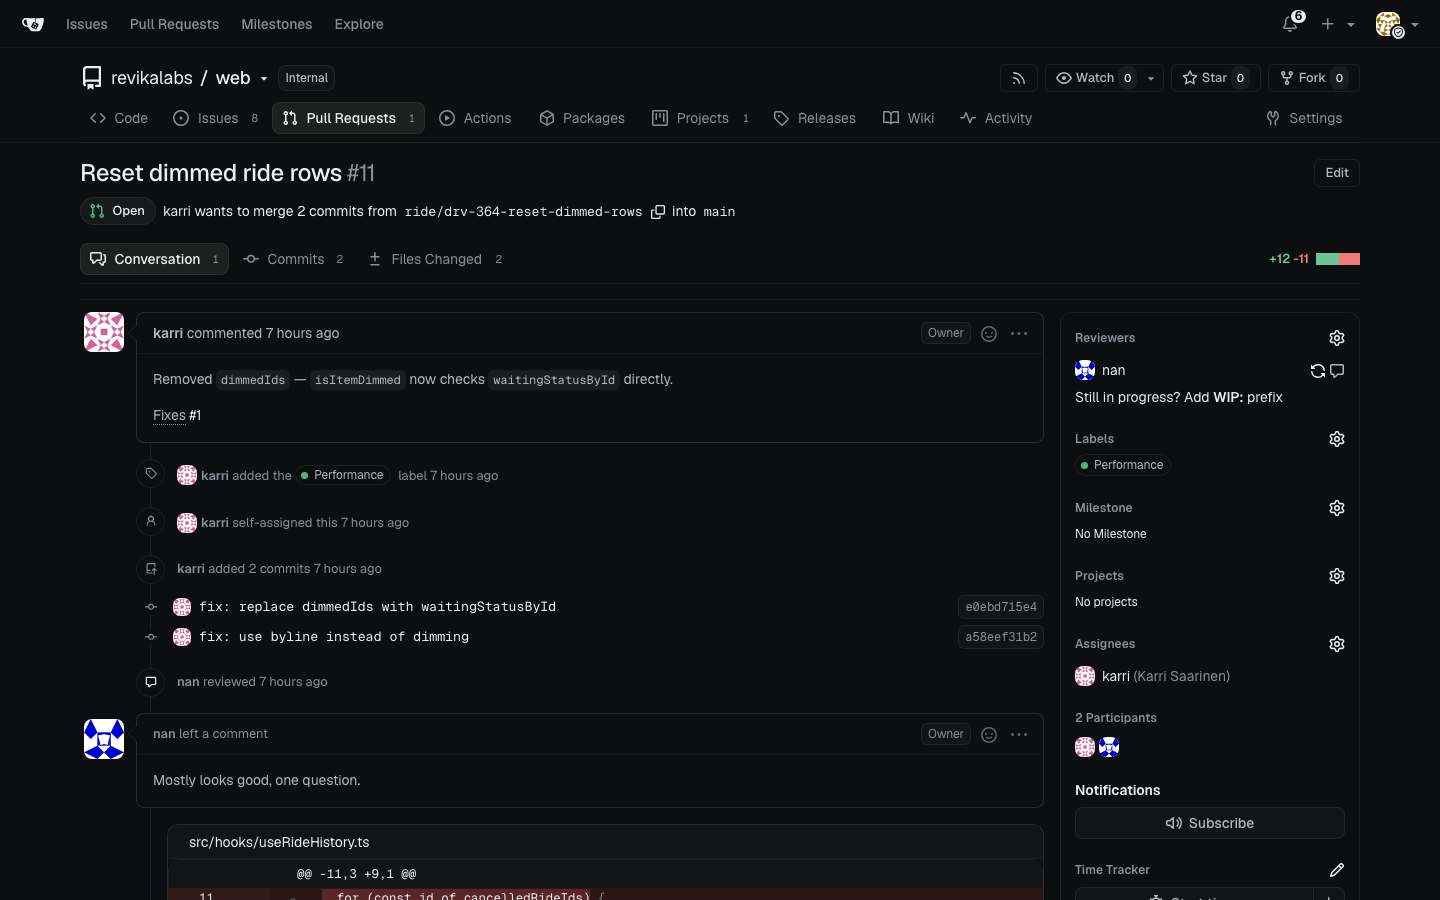 Issues Pull Requests Milestones Explore 6
revikalabs / web Internal Watch 0 Star 0 Fork 0
Code Issues 8 Pull Requests 1 Actions Packages Projects 1 Releases Wiki Activity Settings
Reset dimmed ride rows #11 Edit
Open karri wants to merge 2 commits from ride/drv-364-reset-dimmed-rows into main
Conversation 1 Commits 2 Files Changed 2 +12 -11
karri commented 7 hours ago Owner
Removed dimmedIds — isItemDimmed now checks waitingStatusById directly.
Fixes #1
karri added the Performance label 7 hours ago
karri self-assigned this 7 hours ago
karri added 2 commits 7 hours ago
fix: replace dimmedIds with waitingStatusById e0ebd715e4
fix: use byline instead of dimming a58eef31b2
nan reviewed 7 hours ago
nan left a comment Owner
Mostly looks good, one question.
src/hooks/useRideHistory.ts
@@ -11,3 +9,1 @@
11 for (const id of cancelledRideIds) {
Reviewers
nan
Still in progress? Add WIP: prefix
Labels
Performance
Milestone
No Milestone
Projects
No projects
Assignees
karri (Karri Saarinen)
2 Participants
Notifications
Subscribe
Time Tracker